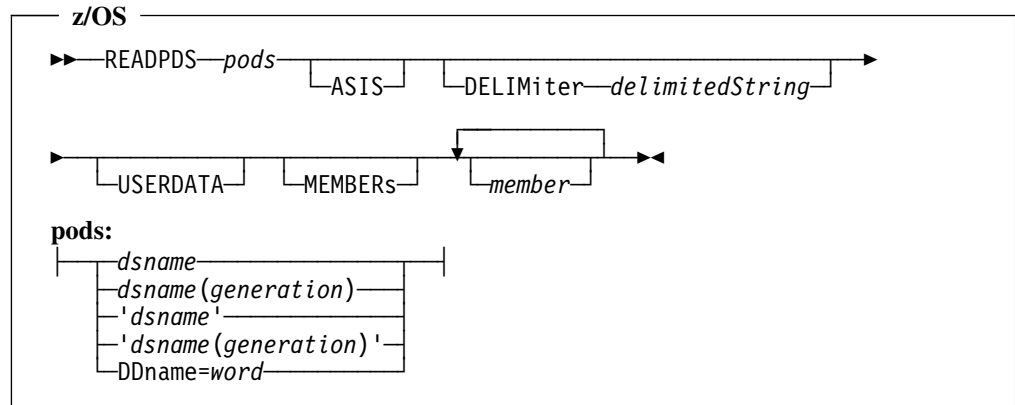 z/OS
READPDS pods
ASIS DELIMiter delimitedString
USERDATA MEMBERs member
pods:
dsname
dsname(generation)
'dsname'
'dsname(generation)'
DDname=word